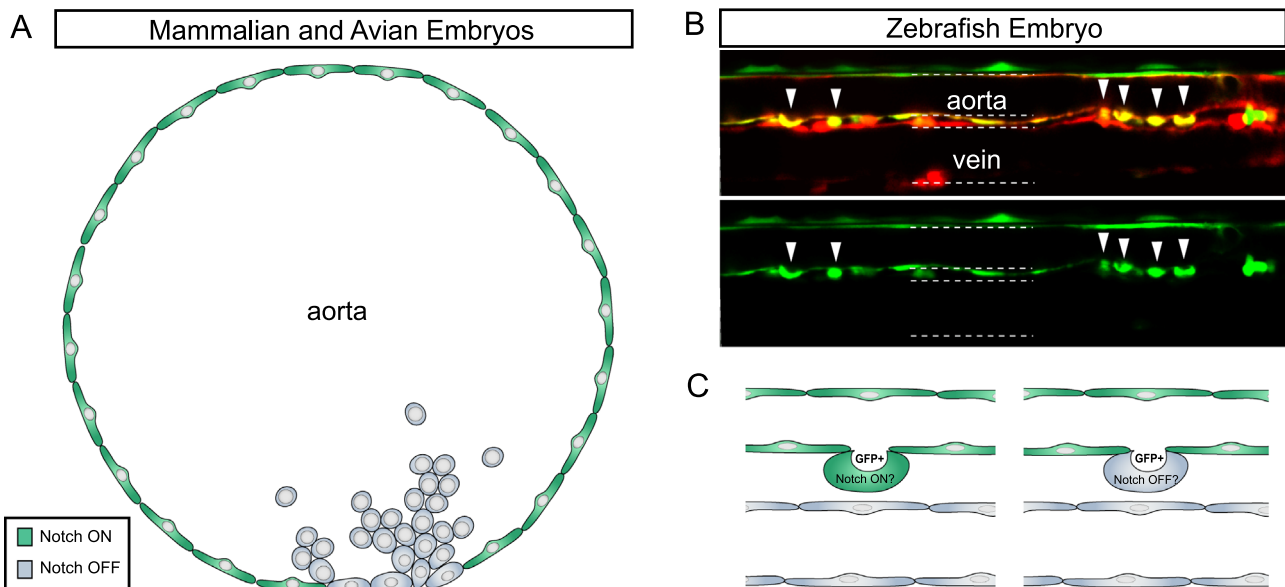 A
Mammalian and Avian Embryos
aorta
Notch ON
Notch OFF
B
Zebrafish Embryo
aorta
vein
C
GFP+
Notch ON?
GFP+
Notch OFF?